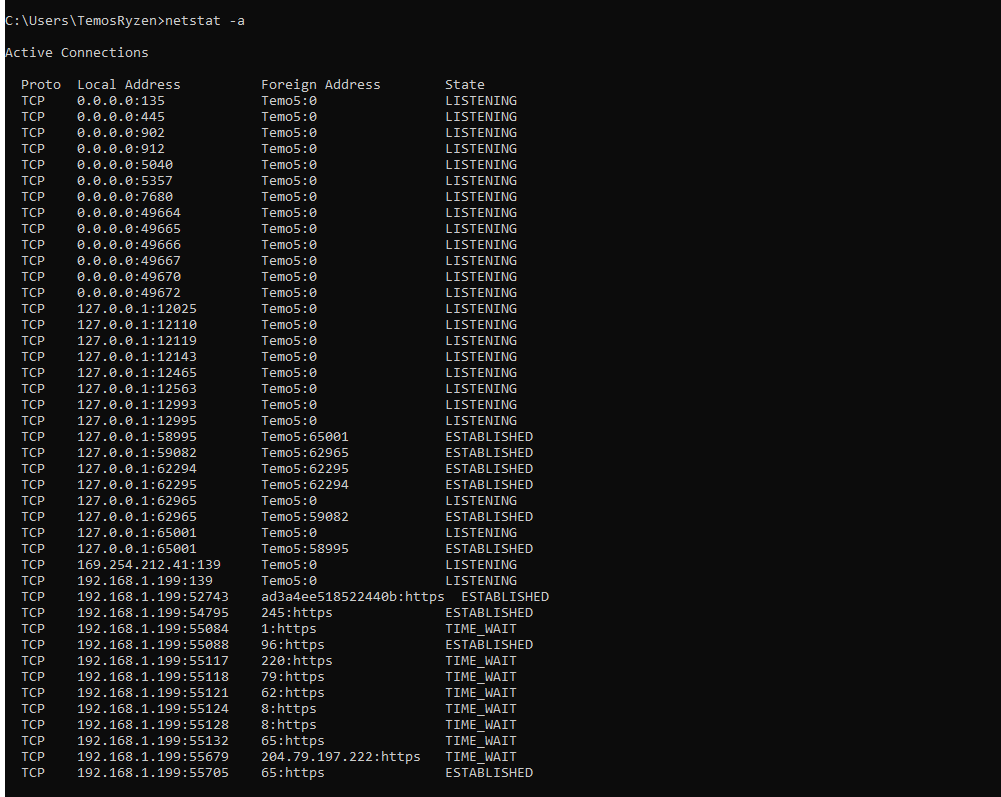 C:\Users\TemosRyzen>netstat -a
Active Connections
Proto  Local Address          Foreign Address        State
TCP    0.0.0.0:135            Temo5:0                LISTENING
TCP    0.0.0.0:445            Temo5:0                LISTENING
TCP    0.0.0.0:902            Temo5:0                LISTENING
TCP    0.0.0.0:912            Temo5:0                LISTENING
TCP    0.0.0.0:5040           Temo5:0                LISTENING
TCP    0.0.0.0:5357           Temo5:0                LISTENING
TCP    0.0.0.0:7680           Temo5:0                LISTENING
TCP    0.0.0.0:49664          Temo5:0                LISTENING
TCP    0.0.0.0:49665          Temo5:0                LISTENING
TCP    0.0.0.0:49666          Temo5:0                LISTENING
TCP    0.0.0.0:49667          Temo5:0                LISTENING
TCP    0.0.0.0:49670          Temo5:0                LISTENING
TCP    0.0.0.0:49672          Temo5:0                LISTENING
TCP    127.0.0.1:12025        Temo5:0                LISTENING
TCP    127.0.0.1:12110        Temo5:0                LISTENING
TCP    127.0.0.1:12119        Temo5:0                LISTENING
TCP    127.0.0.1:12143        Temo5:0                LISTENING
TCP    127.0.0.1:12465        Temo5:0                LISTENING
TCP    127.0.0.1:12563        Temo5:0                LISTENING
TCP    127.0.0.1:12993        Temo5:0                LISTENING
TCP    127.0.0.1:12995        Temo5:0                LISTENING
TCP    127.0.0.1:58995        Temo5:65001            ESTABLISHED
TCP    127.0.0.1:59082        Temo5:62965            ESTABLISHED
TCP    127.0.0.1:62294        Temo5:62295            ESTABLISHED
TCP    127.0.0.1:62295        Temo5:62294            ESTABLISHED
TCP    127.0.0.1:62965        Temo5:0                LISTENING
TCP    127.0.0.1:62965        Temo5:59082            ESTABLISHED
TCP    127.0.0.1:65001        Temo5:0                LISTENING
TCP    127.0.0.1:65001        Temo5:58995            ESTABLISHED
TCP    169.254.212.41:139     Temo5:0                LISTENING
TCP    192.168.1.199:139      Temo5:0                LISTENING
TCP    192.168.1.199:52743    ad3a4ee518522440b:https  ESTABLISHED
TCP    192.168.1.199:54795    245:https              ESTABLISHED
TCP    192.168.1.199:55084    1:https                TIME_WAIT
TCP    192.168.1.199:55088    96:https               ESTABLISHED
TCP    192.168.1.199:55117    220:https              TIME_WAIT
TCP    192.168.1.199:55118    79:https               TIME_WAIT
TCP    192.168.1.199:55121    62:https               TIME_WAIT
TCP    192.168.1.199:55124    8:https                TIME_WAIT
TCP    192.168.1.199:55128    8:https                TIME_WAIT
TCP    192.168.1.199:55132    65:https               TIME_WAIT
TCP    192.168.1.199:55679    204.79.197.222:https   TIME_WAIT
TCP    192.168.1.199:55705    65:https               ESTABLISHED